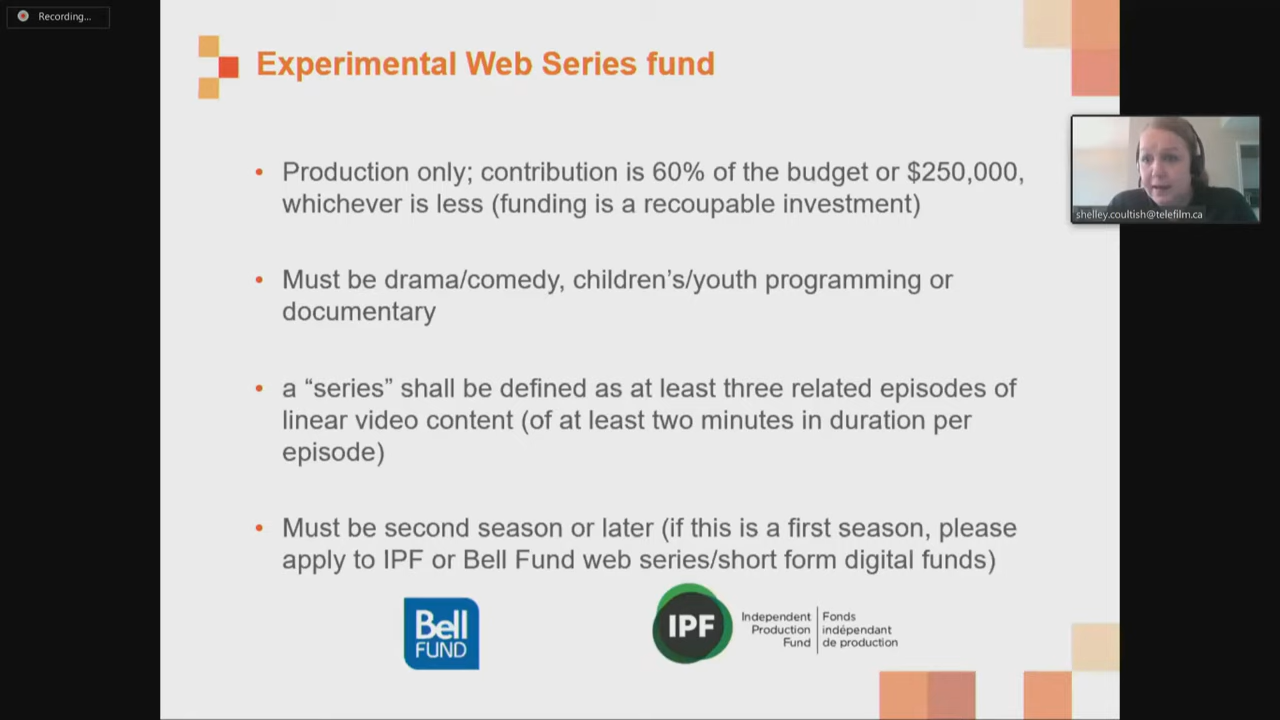 Recording...
Experimental Web Series fund
• Production only; contribution is 60% of the budget or $250,000,
whichever is less (funding is a recoupable investment)
shelley.coultish@telefilm.ca
• Must be drama/comedy, children’s/youth programming or
documentary
• a “series” shall be defined as at least three related episodes of
linear video content (of at least two minutes in duration per
episode)
• Must be second season or later (if this is a first season, please
apply to IPF or Bell Fund web series/short form digital funds)
Bell
FUND
IPF
Independent
Production
Fund
Fonds
indépendant
de production